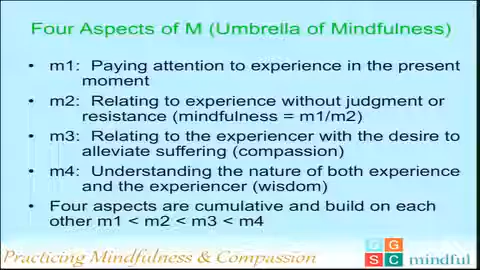 Four Aspects of M (Umbrella of Mindfulness)
• m1: Paying attention to experience in the present
moment
• m2: Relating to experience without judgment or
resistance (mindfulness = m1/m2)
• m3: Relating to the experiencer with the desire to
alleviate suffering (compassion)
• m4: Understanding the nature of both experience
and the experiencer (wisdom)
• Four aspects are cumulative and build on each
other m1 < m2 < m3 < m4
Practicing Mindfulness & Compassion
G G
S C mindful